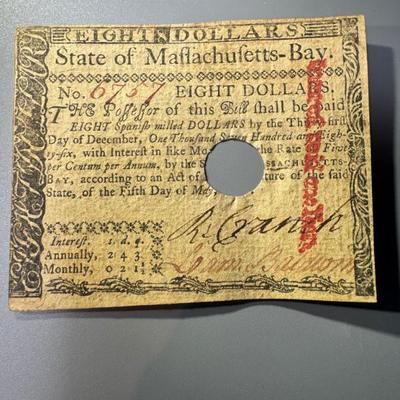 EIGHT DOLLARS
State of Maſſachuſetts-Bay.
No. 6757 EIGHT DOLLARS.
THE Poſſeſſor of this Bill ſhall be paid
EIGHT Spaniſh milled DOLLARS by the Thirty firſt
Day of December, One Thouſand Seven Hundred and Eigh-
ty-ſix, with Intereſt in like Mo the Rate of Five
per Centum per Annum, by the S MASSACHUSETTS-
BAY, according to an Act of ture of the ſaid
State, of the Fifth Day of May
R. Cranch
Intereſt. s. d. q.
Annually, 2 4 3
Monthly, 0 2 1½